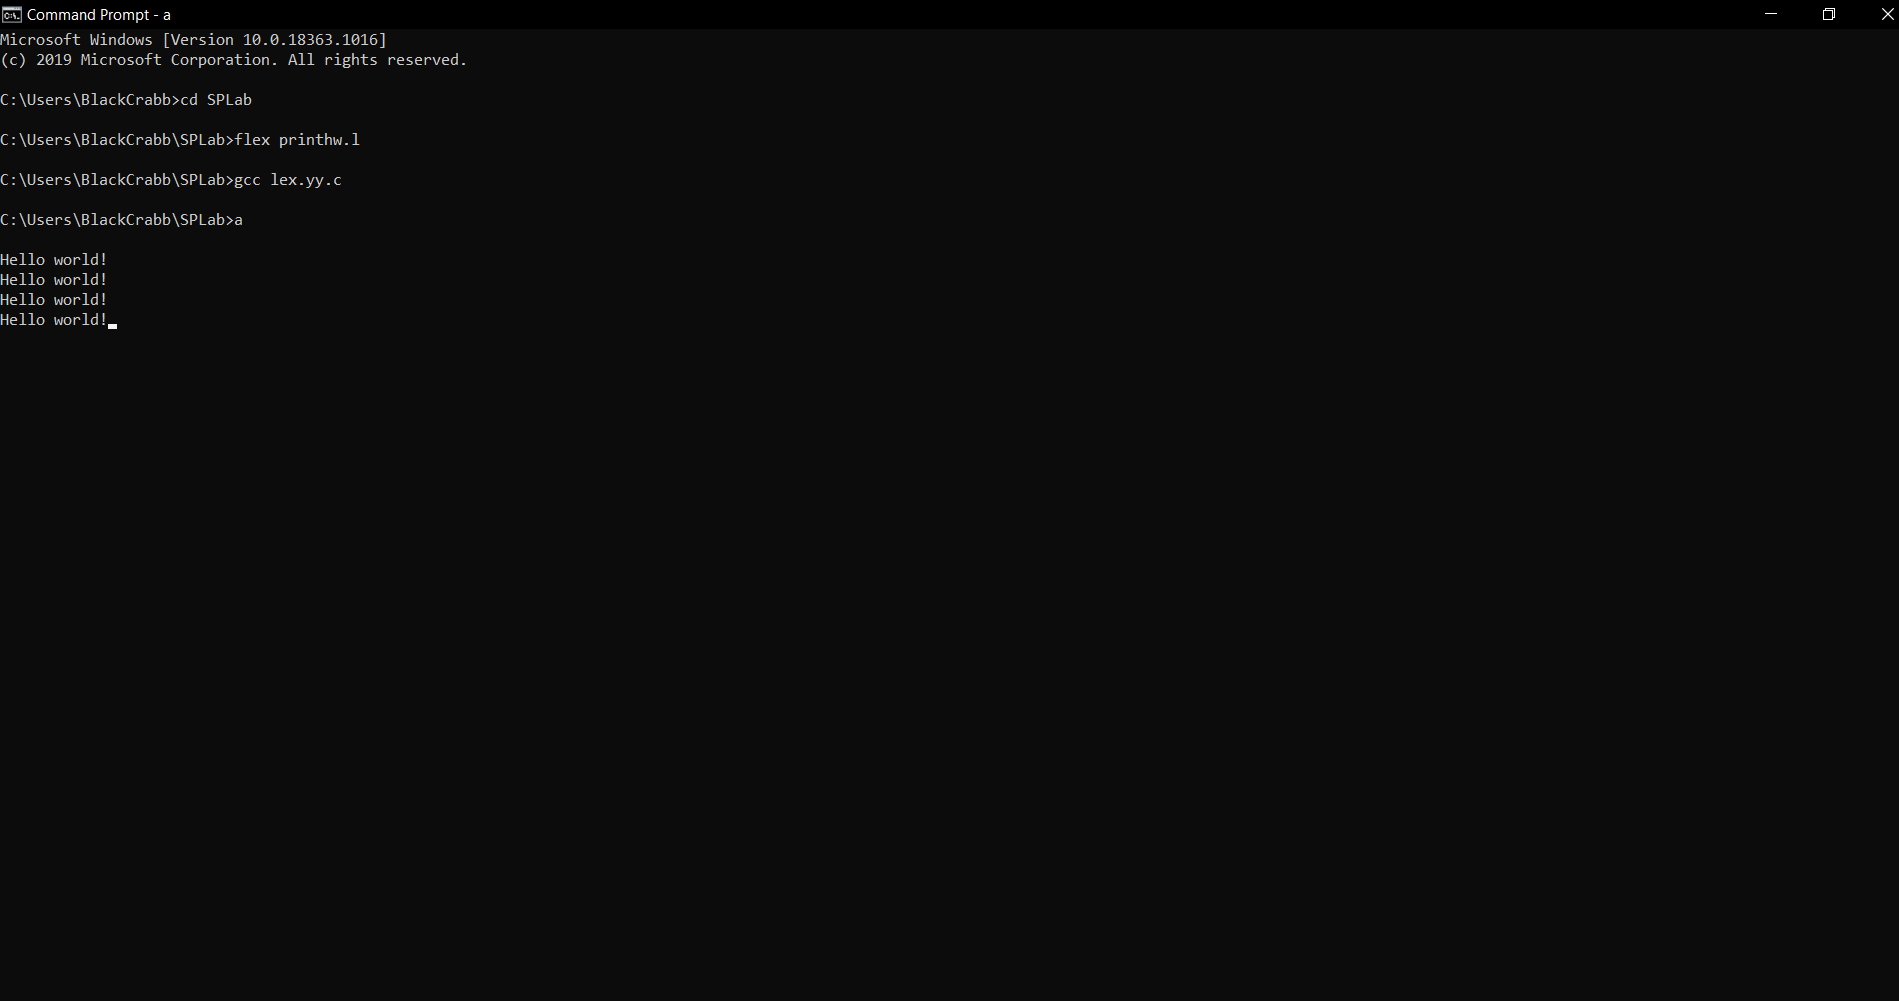 Command Prompt - a
Microsoft Windows [Version 10.0.18363.1016]
(c) 2019 Microsoft Corporation. All rights reserved.
C:\Users\BlackCrabb>cd SPLab
C:\Users\BlackCrabb\SPLab>flex printhw.l
C:\Users\BlackCrabb\SPLab>gcc lex.yy.c
C:\Users\BlackCrabb\SPLab>a
Hello world!
Hello world!
Hello world!
Hello world!